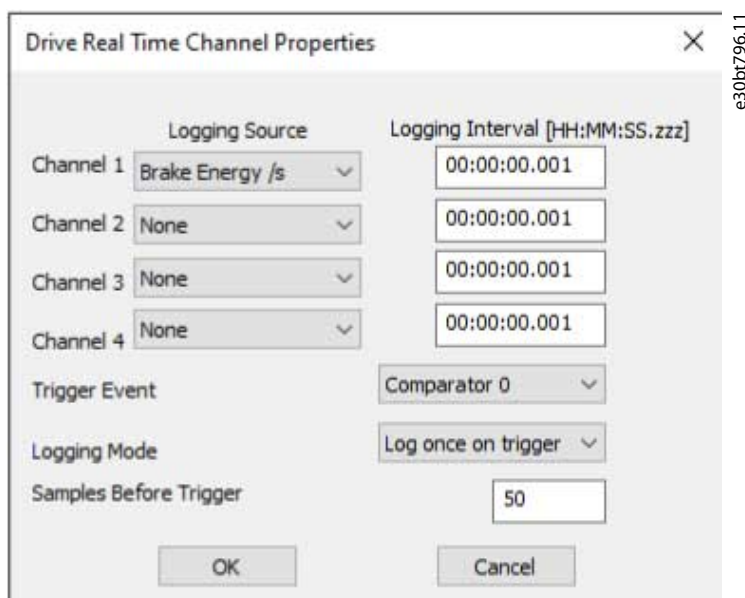 Drive Real Time Channel Properties
Logging Source
Logging Interval [HH:MM:SS.zzz]
Channel 1 Brake Energy /s 00:00:00.001
Channel 2 None 00:00:00.001
Channel 3 None 00:00:00.001
Channel 4 None 00:00:00.001
Trigger Event Comparator 0
Logging Mode Log once on trigger
Samples Before Trigger 50
OK Cancel
e30bt796.11